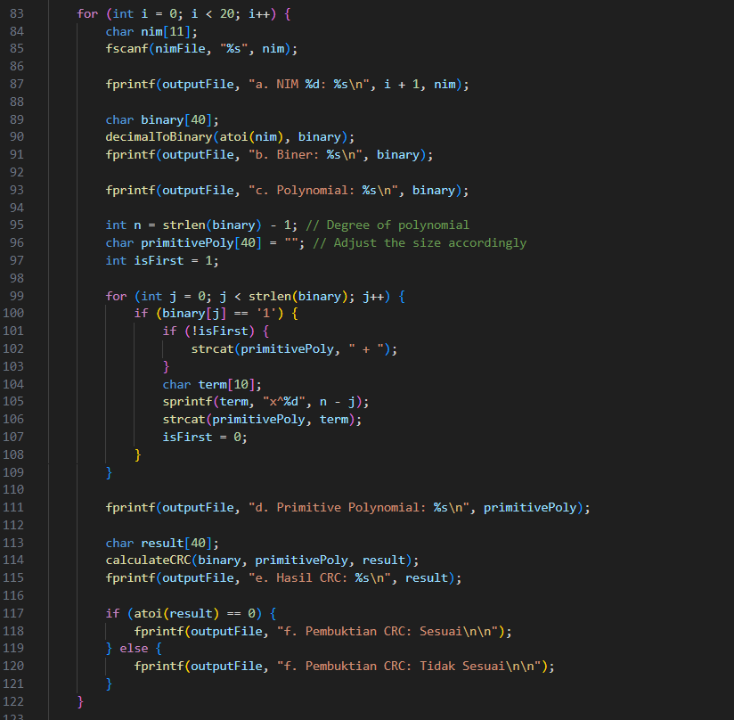 83 for (int i = 0; i < 20; i++) {
84 char nim[11];
85 fscanf(nimFile, "%s", nim);
86
87 fprintf(outputFile, "a. NIM %d: %s\n", i + 1, nim);
88
89 char binary[40];
90 decimalToBinary(atoi(nim), binary);
91 fprintf(outputFile, "b. Biner: %s\n", binary);
92
93 fprintf(outputFile, "c. Polynomial: %s\n", binary);
94
95 int n = strlen(binary) - 1; // Degree of polynomial
96 char primitivePoly[40] = ""; // Adjust the size accordingly
97 int isFirst = 1;
98
99 for (int j = 0; j < strlen(binary); j++) {
100 if (binary[j] == '1') {
101 if (!isFirst) {
102 strcat(primitivePoly, " + ");
103 }
104 char term[10];
105 sprintf(term, "x^%d", n - j);
106 strcat(primitivePoly, term);
107 isFirst = 0;
108 }
109 }
110
111 fprintf(outputFile, "d. Primitive Polynomial: %s\n", primitivePoly);
112
113 char result[40];
114 calculateCRC(binary, primitivePoly, result);
115 fprintf(outputFile, "e. Hasil CRC: %s\n", result);
116
117 if (atoi(result) == 0) {
118 fprintf(outputFile, "f. Pembuktian CRC: Sesuai\n\n");
119 } else {
120 fprintf(outputFile, "f. Pembuktian CRC: Tidak Sesuai\n\n");
121 }
122 }
123